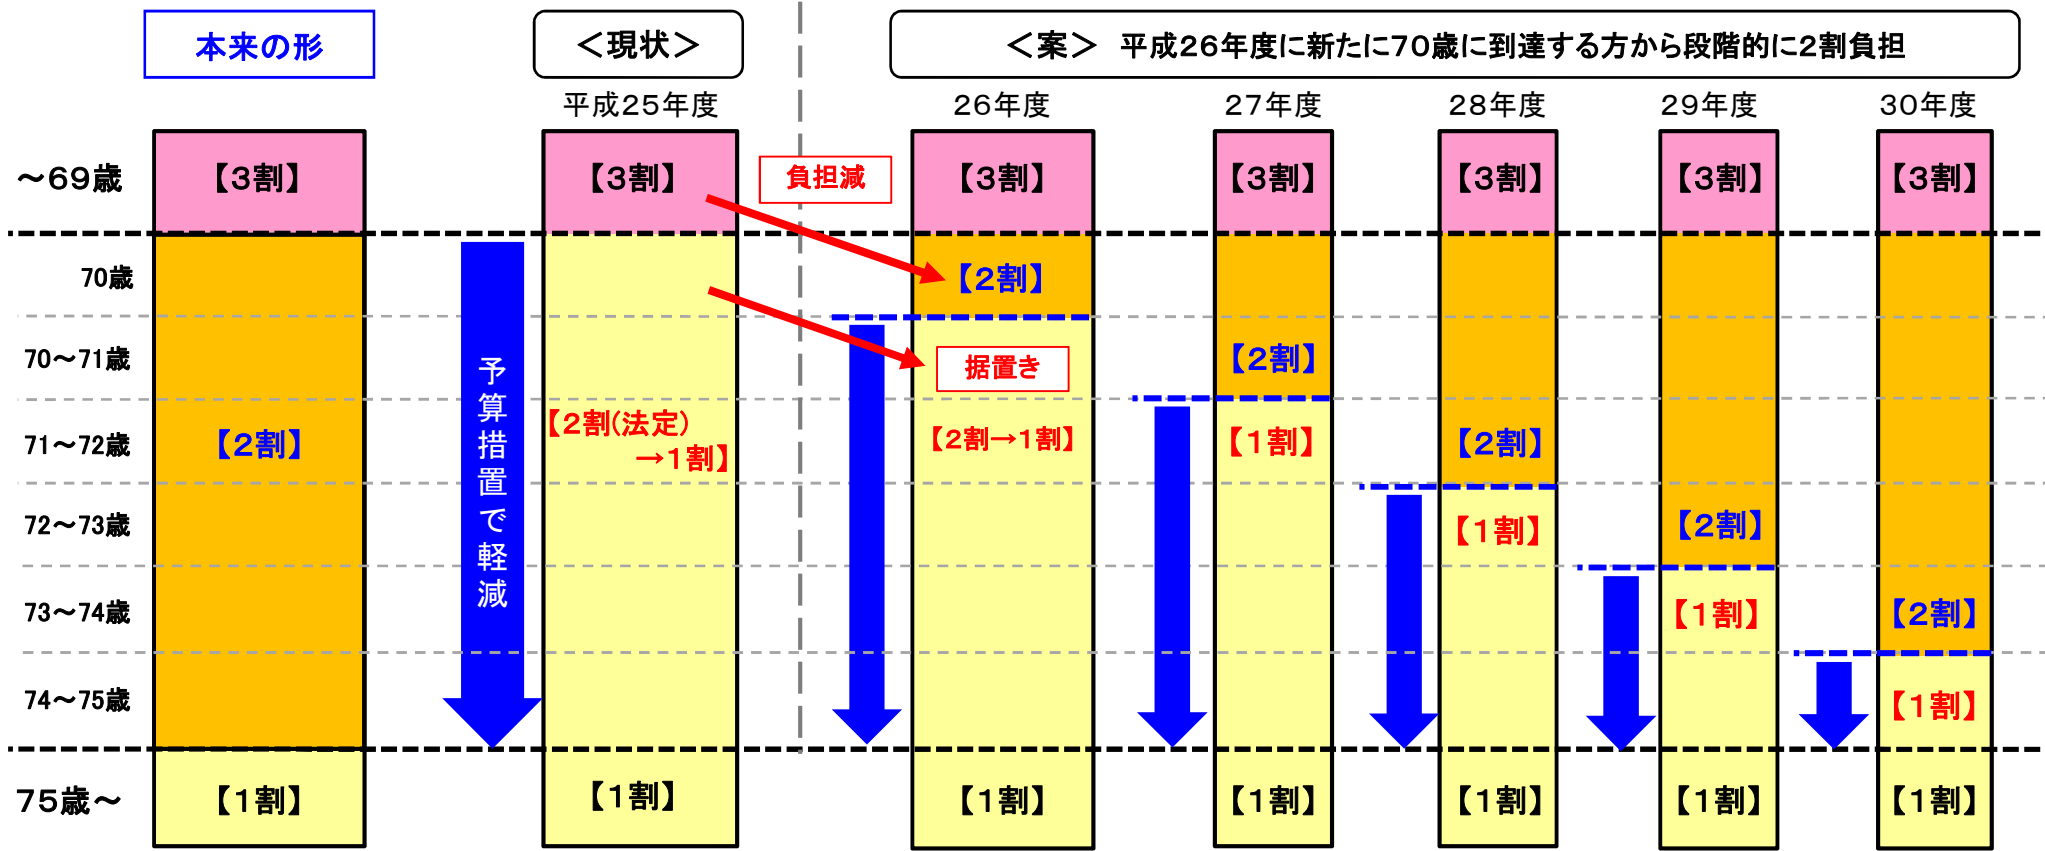 本来の形
＜現状＞
＜案＞　平成２６年度に新たに７０歳に到達する方から段階的に２割負担
平成２５年度
２６年度
２７年度
２８年度
２９年度
３０年度
～６９歳
【３割】
【３割】
負担減
【３割】
【３割】
【３割】
【３割】
【３割】
70歳
【２割】
70～71歳
据置き
【２割】
71～72歳
【２割】
予算措置で軽減
【２割(法定)
→１割】
【２割→１割】
【１割】
【２割】
72～73歳
【１割】
【２割】
73～74歳
【１割】
【２割】
74～75歳
【１割】
７５歳～
【１割】
【１割】
【１割】
【１割】
【１割】
【１割】
【１割】